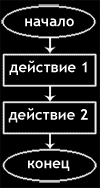 начало
действие 1
действие 2
конец